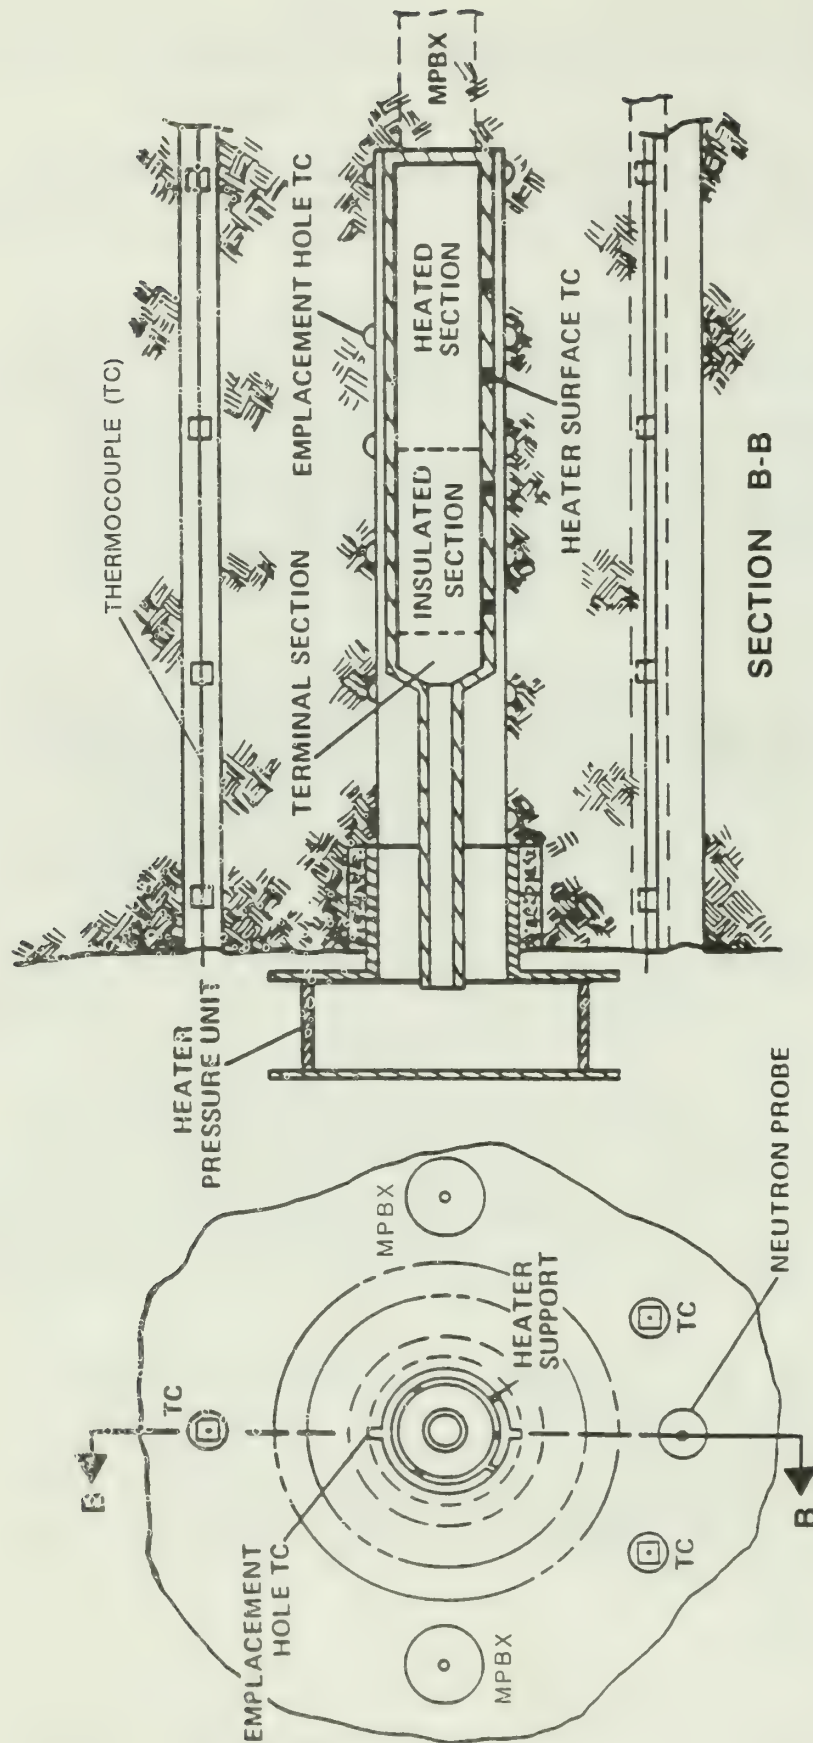 MPBX
THERMOCOUPLE (TC)
EMPLACEMENT HOLE TC
HEATED
SECTION
INSULATED
SECTION
TERMINAL SECTION
HEATER SURFACE TC
SECTION B-B
HEATER
PRESSURE UNIT
MPBX
TC
HEATER
SUPPORT
TC
NEUTRON PROBE
B
B
EMPLACEMENT
HOLE TC
TC
MPBX